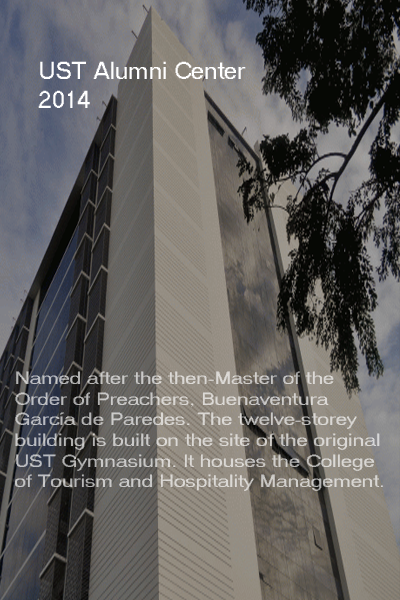 UST Alumni Center
2014
Named after the then-Master of the
Order of Preachers, Buenaventura
García de Paredes. The twelve-storey
building is built on the site of the original
UST Gymnasium. It houses the College
of Tourism and Hospitality Management.